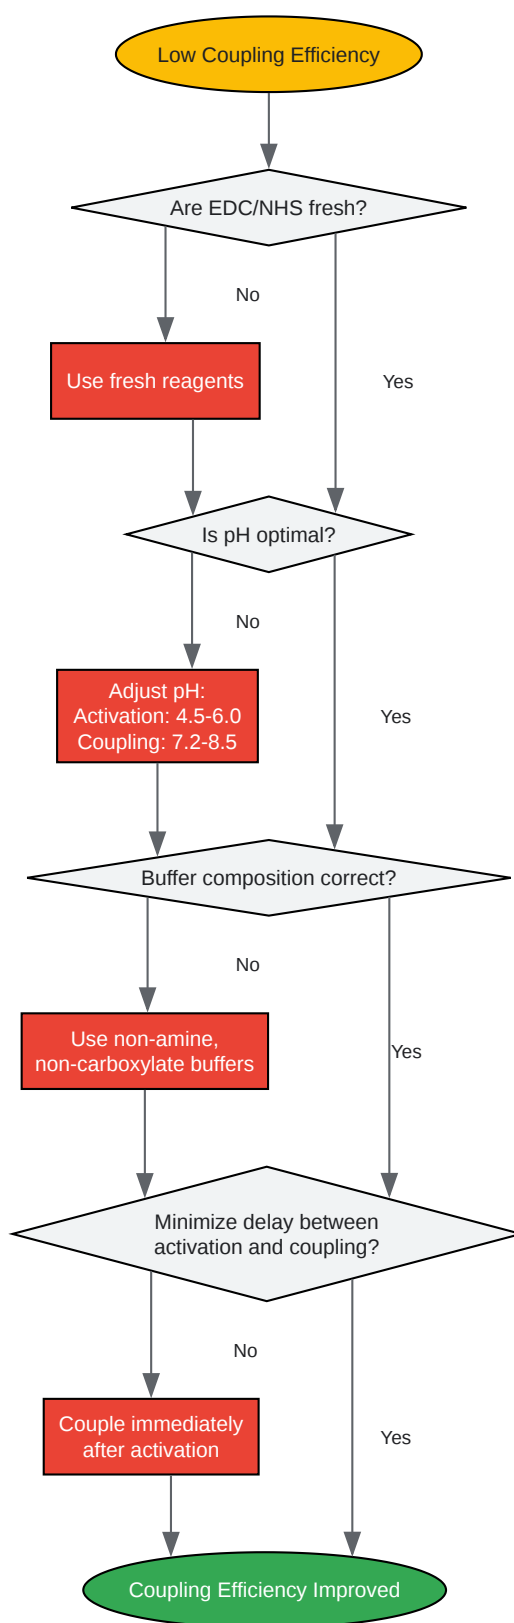 Low Coupling Efficiency
Are EDC/NHS fresh?
No
Use fresh reagents
Yes
Is pH optimal?
No
Adjust pH:
Activation: 4.5-6.0
Coupling: 7.2-8.5
Yes
Buffer composition correct?
No
Use non-amine,
non-carboxylate buffers
Yes
Minimize delay between
activation and coupling?
No
Couple immediately
after activation
Yes
Coupling Efficiency Improved